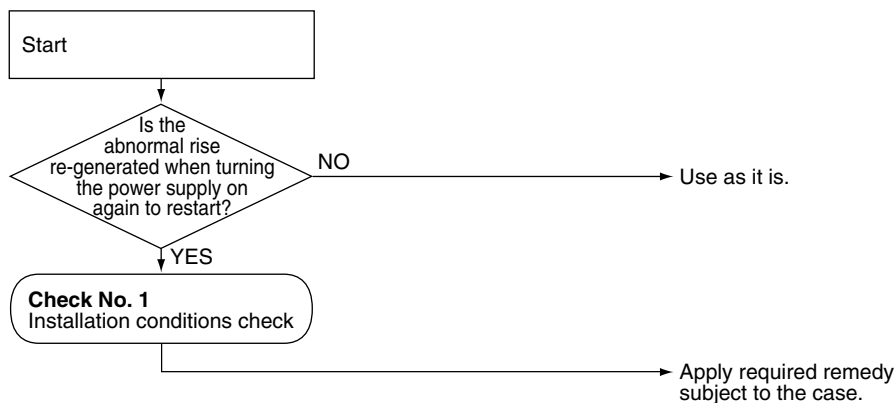 Start
Is the
abnormal rise
re-generated when turning
the power supply on
again to restart?
NO
Use as it is.
YES
Check No. 1
Installation conditions check
Apply required remedy
subject to the case.